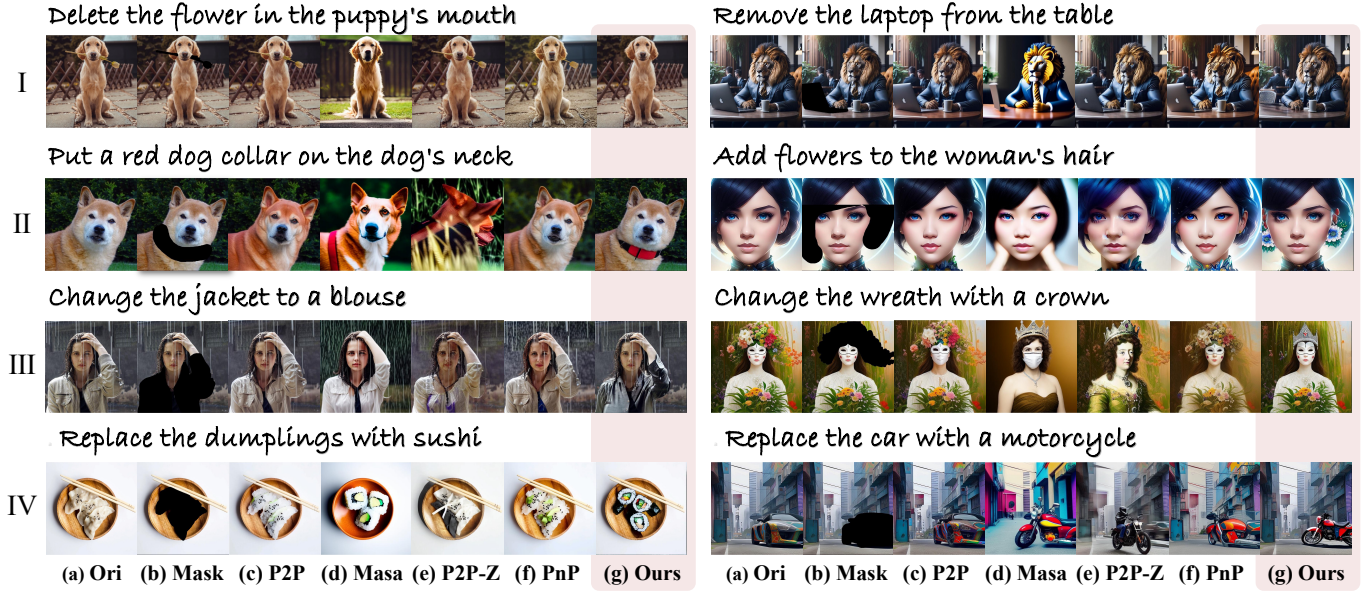 Delete the flower in the puppy's mouth
Remove the laptop from the table
I
Put a red dog collar on the dog's neck
Add flowers to the woman's hair
II
Change the jacket to a blouse
Change the wreath with a crown
III
Replace the dumplings with sushi
Replace the car with a motorcycle
IV
(a) Ori (b) Mask (c) P2P (d) Masa (e) P2P-Z (f) PnP (g) Ours
(a) Ori (b) Mask (c) P2P (d) Masa (e) P2P-Z (f) PnP (g) Ours